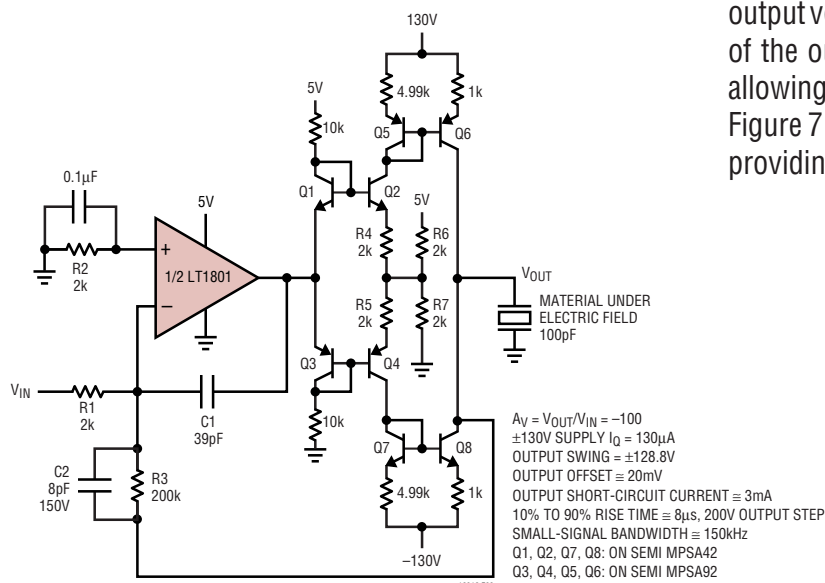 output v
of the o
allowing
Figure 7
providin
130V
4.99k
1k
5V
10k
Q5
Q6
0.1µF
Q1
Q2
5V
5V
R4
2k
R6
2k
+
R2
2k
1/2 LT1801
VOUT
–
R5
2k
R7
2k
MATERIAL UNDER
ELECTRIC FIELD
100pF
Q3
Q4
VIN
R1
2k
C1
39pF
10k
Q7
Q8
C2
8pF
150V
R3
200k
4.99k
1k
–130V
AV = VOUT/VIN = –100
±130V SUPPLY IQ = 130µA
OUTPUT SWING = ±128.8V
OUTPUT OFFSET ≅ 20mV
OUTPUT SHORT-CIRCUIT CURRENT ≅ 3mA
10% TO 90% RISE TIME ≅ 8µs, 200V OUTPUT STEP
SMALL-SIGNAL BANDWIDTH ≅ 150kHz
Q1, Q2, Q7, Q8: ON SEMI MPSA42
Q3, Q4, Q5, Q6: ON SEMI MPSA92